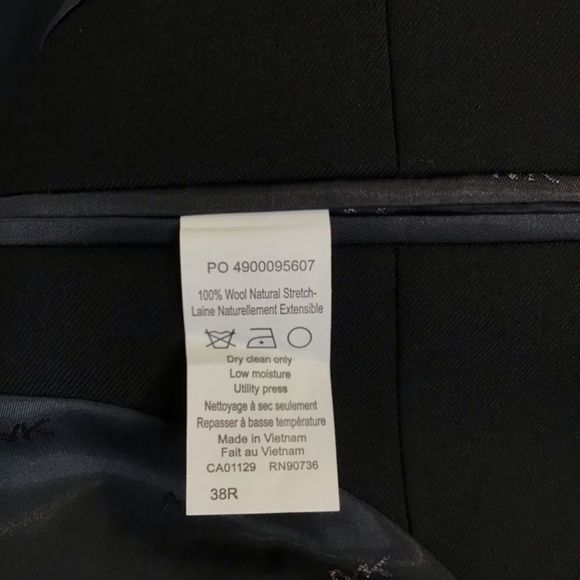 PO 4900095607
100% Wool Natural Stretch-
Laine Naturellement Extensible
Dry clean only
Low moisture
Utility press
Nettoyage à sec seulement
Repasser à basse température
Made in Vietnam
Fait au Vietnam
CA01129 RN90736
38R